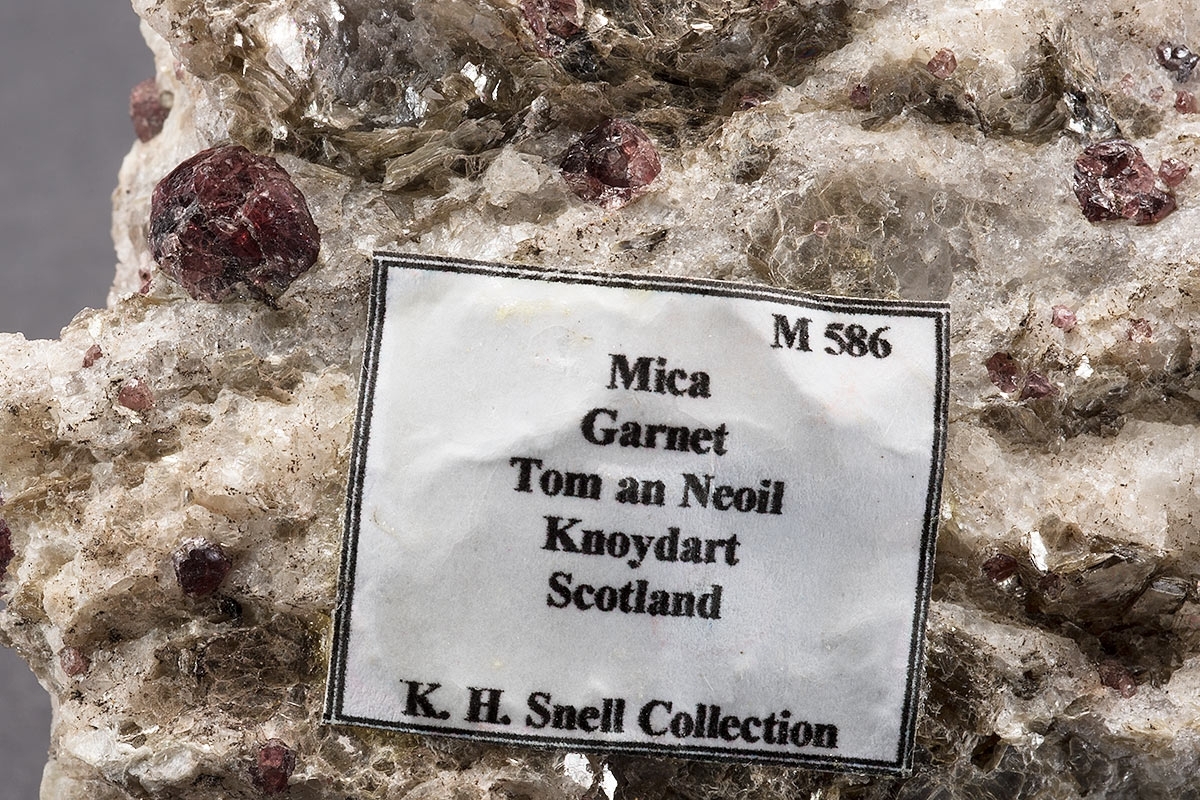 M 586
Mica
Garnet
Tom an Neoil
Knoydart
Scotland
K. H. Snell Collection